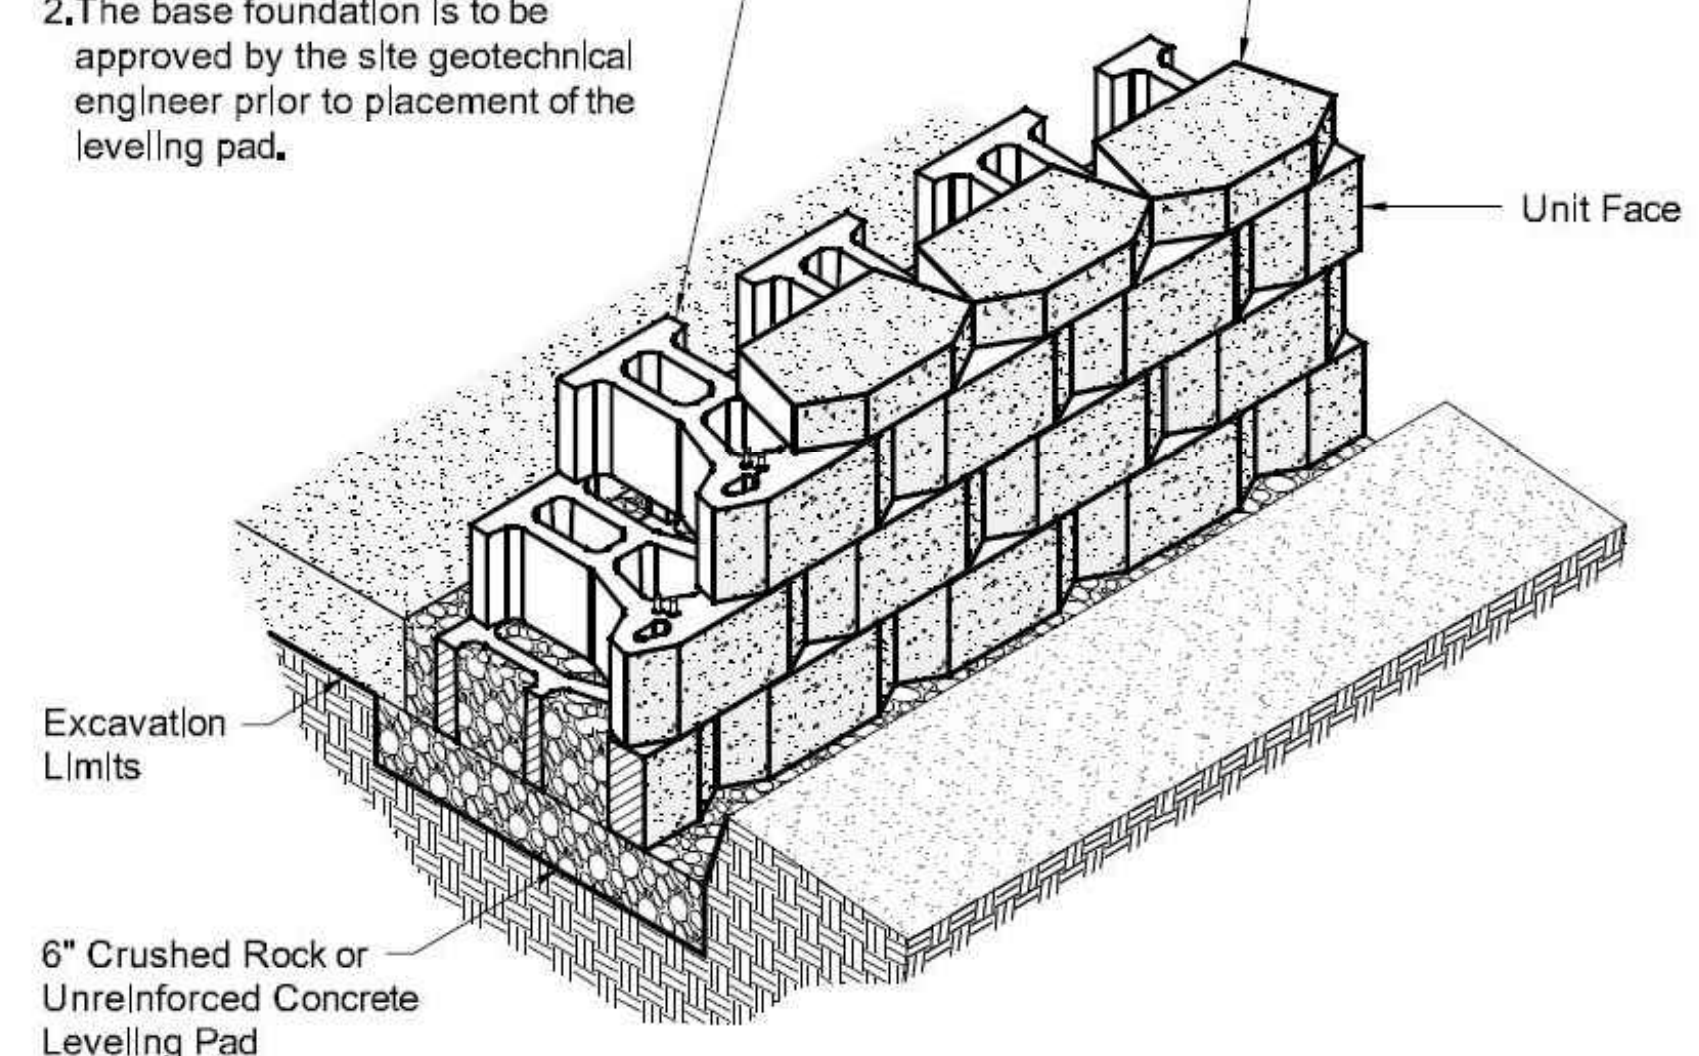 2. The base foundation is to be
approved by the site geotechnical
engineer prior to placement of the
leveling pad.
Unit Face
Excavation
Limits
6" Crushed Rock or
Unreinforced Concrete
Leveling Pad